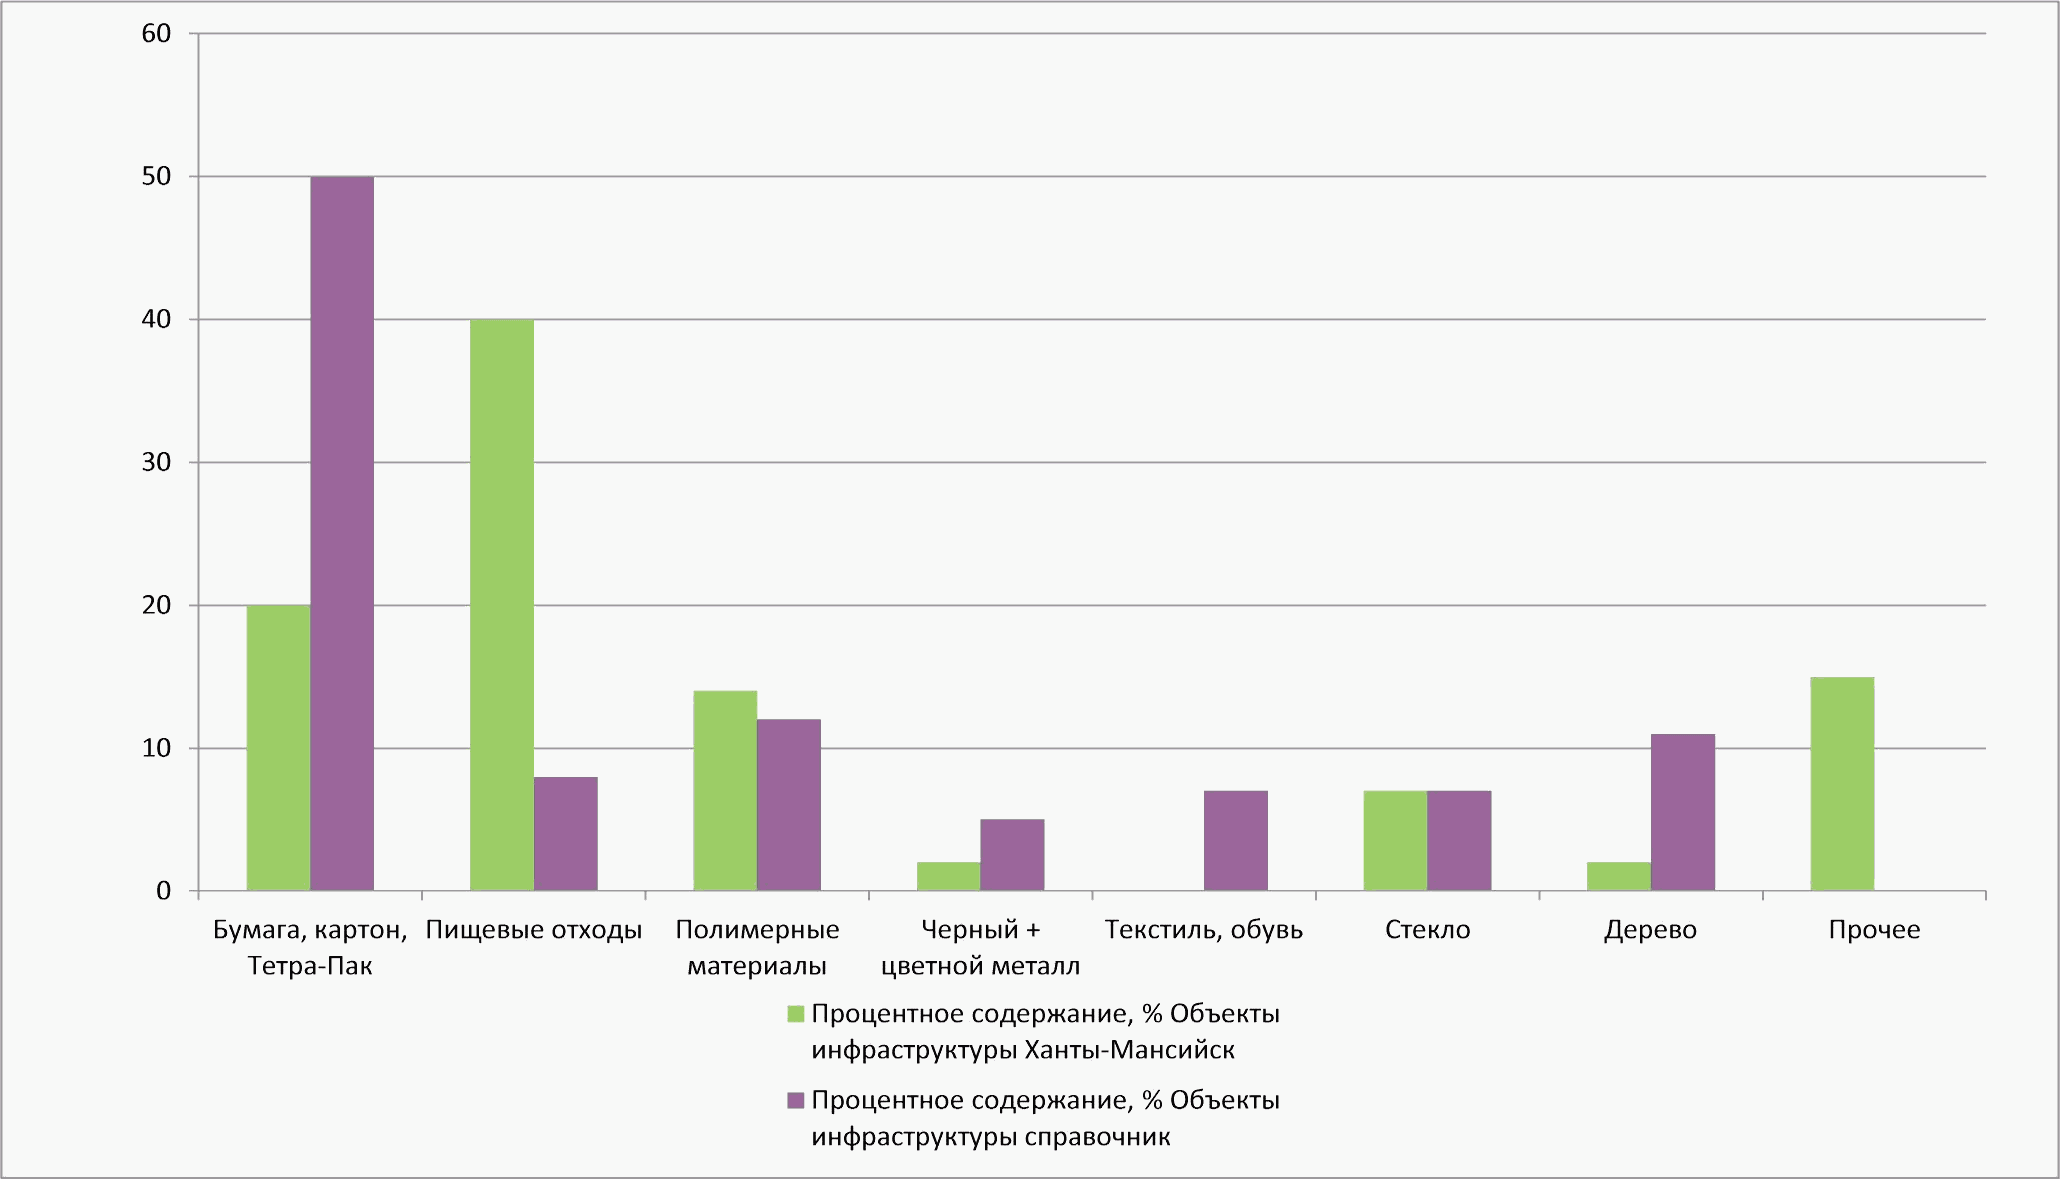 60
50
40
30
20
10
0
Бумага, картон,
Тетра-Пак
Пищевые отходы
Полимерные
материалы
Черный +
цветной металл
Текстиль, обувь
Стекло
Дерево
Прочее
Процентное содержание, % Объекты
инфраструктуры Ханты-Мансийск
Процентное содержание, % Объекты
инфраструктуры справочник